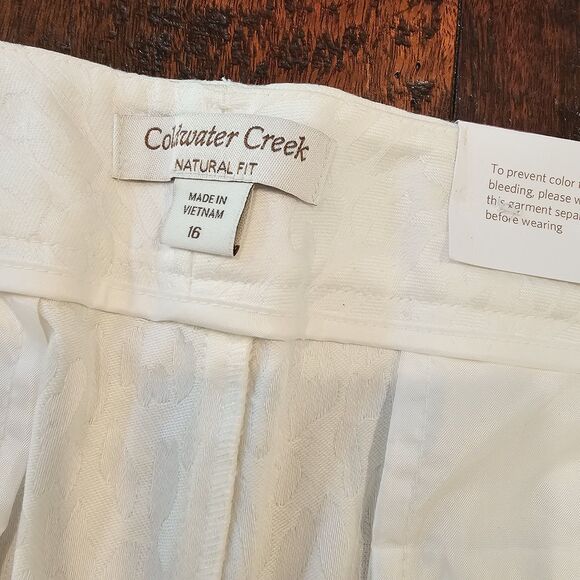 Coldwater Creek
NATURAL FIT
MADE IN
VIETNAM
16
To prevent color
bleeding, please
this garment
before wearing